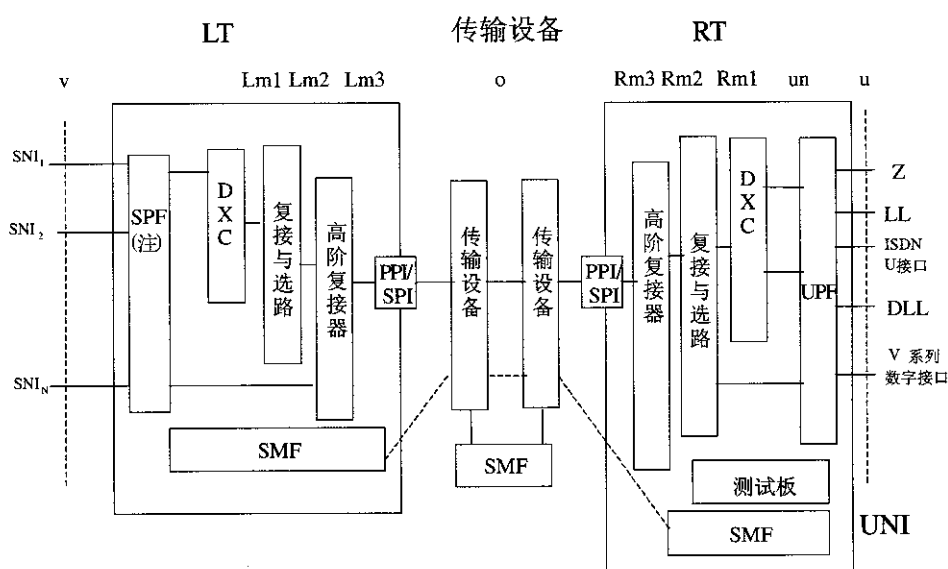 LT
传输设备
RT
v
Lm1
Lm2
Lm3
o
Rm3
Rm2
Rm1
un
u
SNI1
SNI2
SNIN
SPF
(注)
DXC
复接与选路
高阶复接器
PPI/
SPI
SMF
传输设备
传输设备
SMF
PPI/
SPI
高阶复接器
复接与选路
DXC
UPF
测试板
SMF
Z
LL
ISDN
U接口
DLL
V 系列
数字接口
UNI